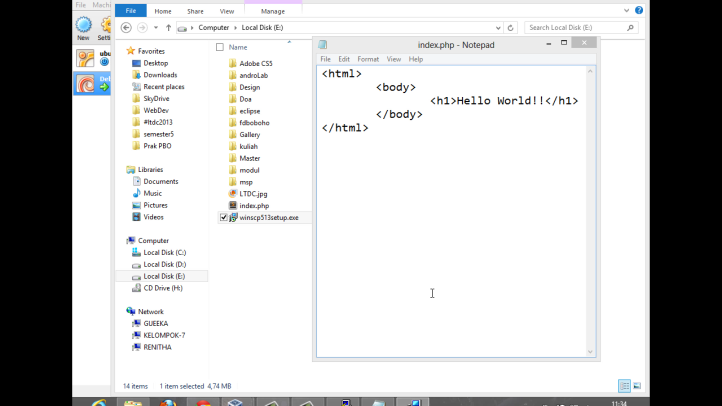 File Machi
New
Setti
ubu
Del
File Home Share View Manage
Computer Local Disk (E:)
Search Local Disk (E:)
Favorites
Desktop
Downloads
Recent places
SkyDrive
WebDev
#ltdc2013
semester5
Prak PBO
Libraries
Documents
Music
Pictures
Videos
Computer
Local Disk (C:)
Local Disk (D:)
Local Disk (E:)
CD Drive (H:)
Network
GUEEKA
KELOMPOK-7
RENITHA
Name
Adobe CS5
androLab
Design
Doa
eclipse
fdboboho
Gallery
kuliah
Master
modul
msp
LTDC.jpg
index.php
winscp513setup.exe
index.php - Notepad
File Edit Format View Help
<html>
<body>
<h1>Hello World!!</h1>
</body>
</html>
14 items 1 item selected 4,74 MB
11:34